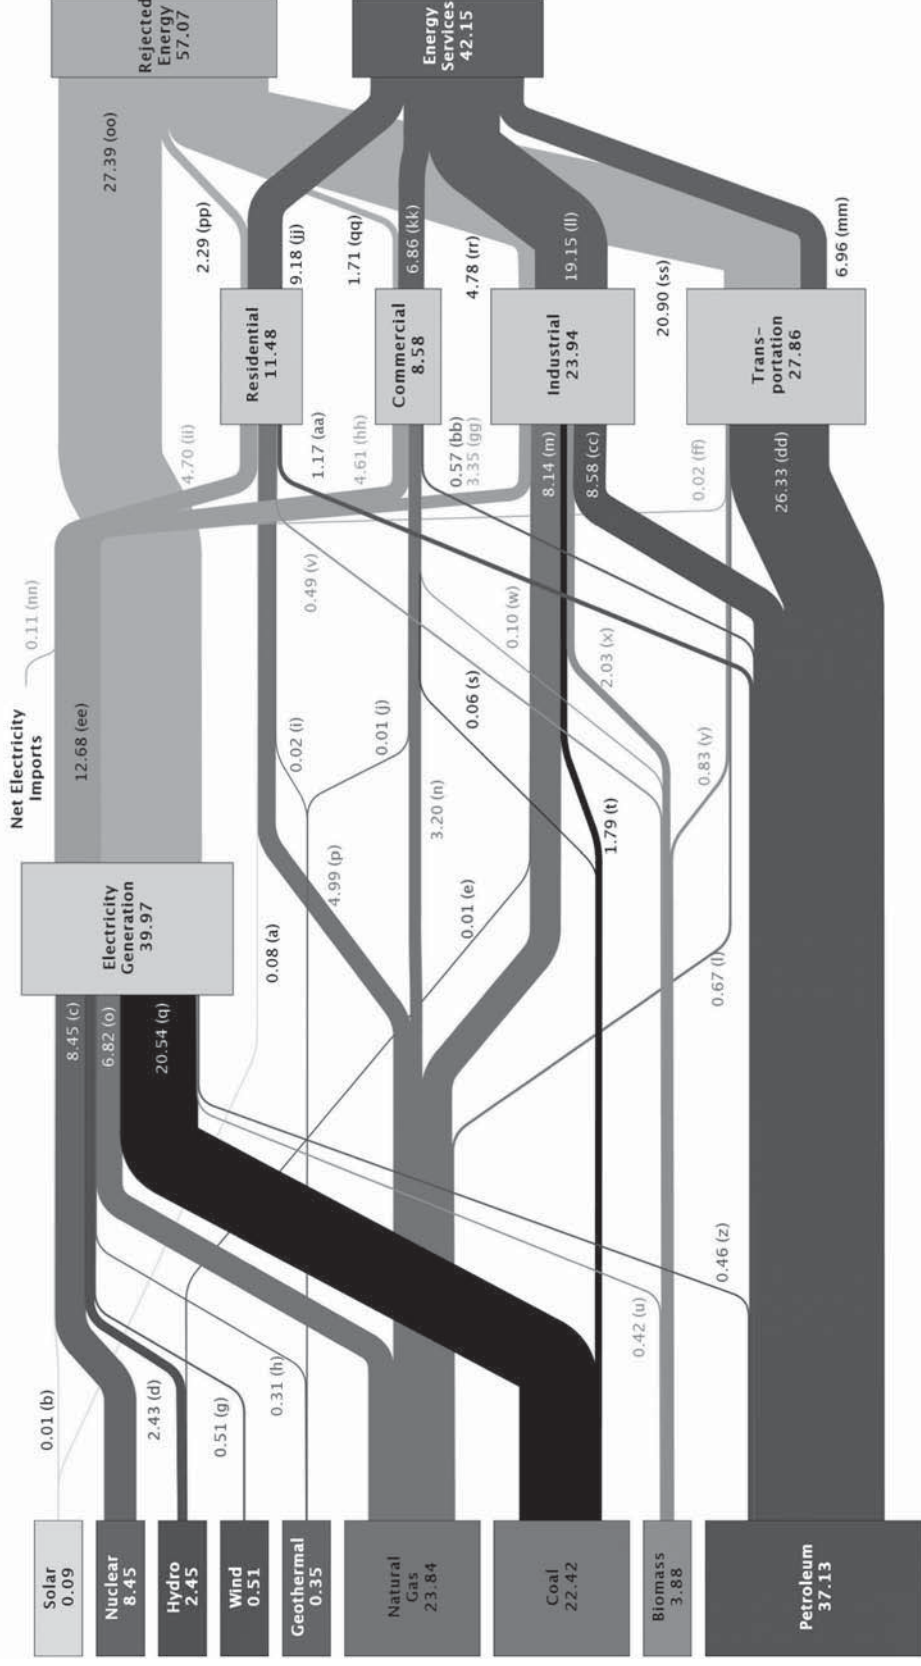 Solar
0.09
Nuclear
8.45
Hydro
2.45
Wind
0.51
Geothermal
0.35
Natural
Gas
23.84
Coal
22.42
Biomass
3.88
Petroleum
37.13
0.01 (b)
2.43 (d)
0.51 (g)
0.31 (h)
0.42 (u)
0.46 (z)
8.45 (c)
6.82 (o)
20.54 (q)
0.08 (a)
0.01 (e)
0.67 (l)
Electricity
Generation
39.97
Net Electricity
Imports
0.11 (nn)
12.68 (ee)
4.99 (p)
0.02 (i)
0.01 (j)
3.20 (n)
0.06 (s)
1.79 (t)
0.83 (y)
0.49 (v)
0.10 (w)
2.03 (x)
4.70 (ii)
1.17 (aa)
4.61 (hh)
0.57 (bb)
3.35 (gg)
8.14 (m)
8.58 (cc)
0.02 (ff)
26.33 (dd)
Residential
11.48
Commercial
8.58
Industrial
23.94
Trans-
portation
27.86
27.39 (oo)
2.29 (pp)
9.18 (jj)
1.71 (qq)
6.86 (kk)
4.78 (rr)
19.15 (ll)
20.90 (ss)
6.96 (mm)
Rejected
Energy
57.07
Energy
Services
42.15